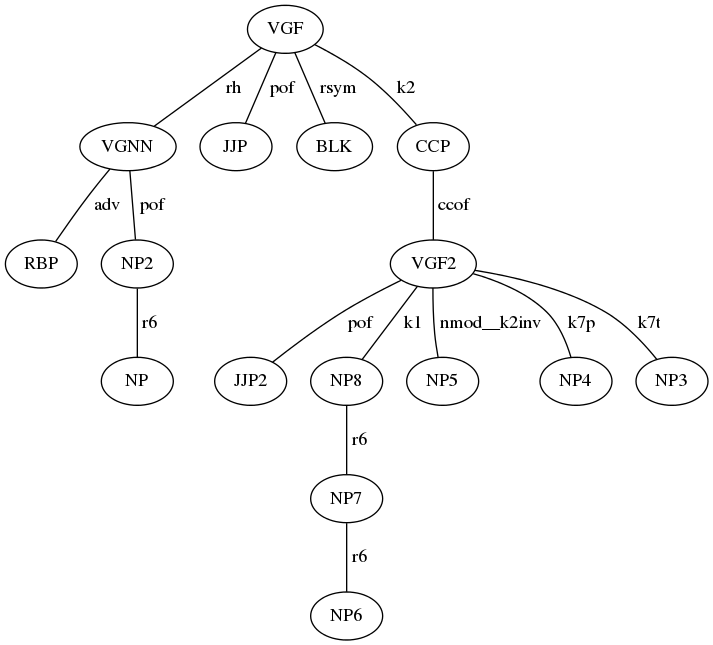 VGF
rh pof rsym k2
VGNN JJP BLK CCP
adv pof ccof
RBP NP2 VGF2
r6 pof k1 nmod__k2inv k7p k7t
NP JJP2 NP8 NP5 NP4 NP3
r6
NP7
r6
NP6